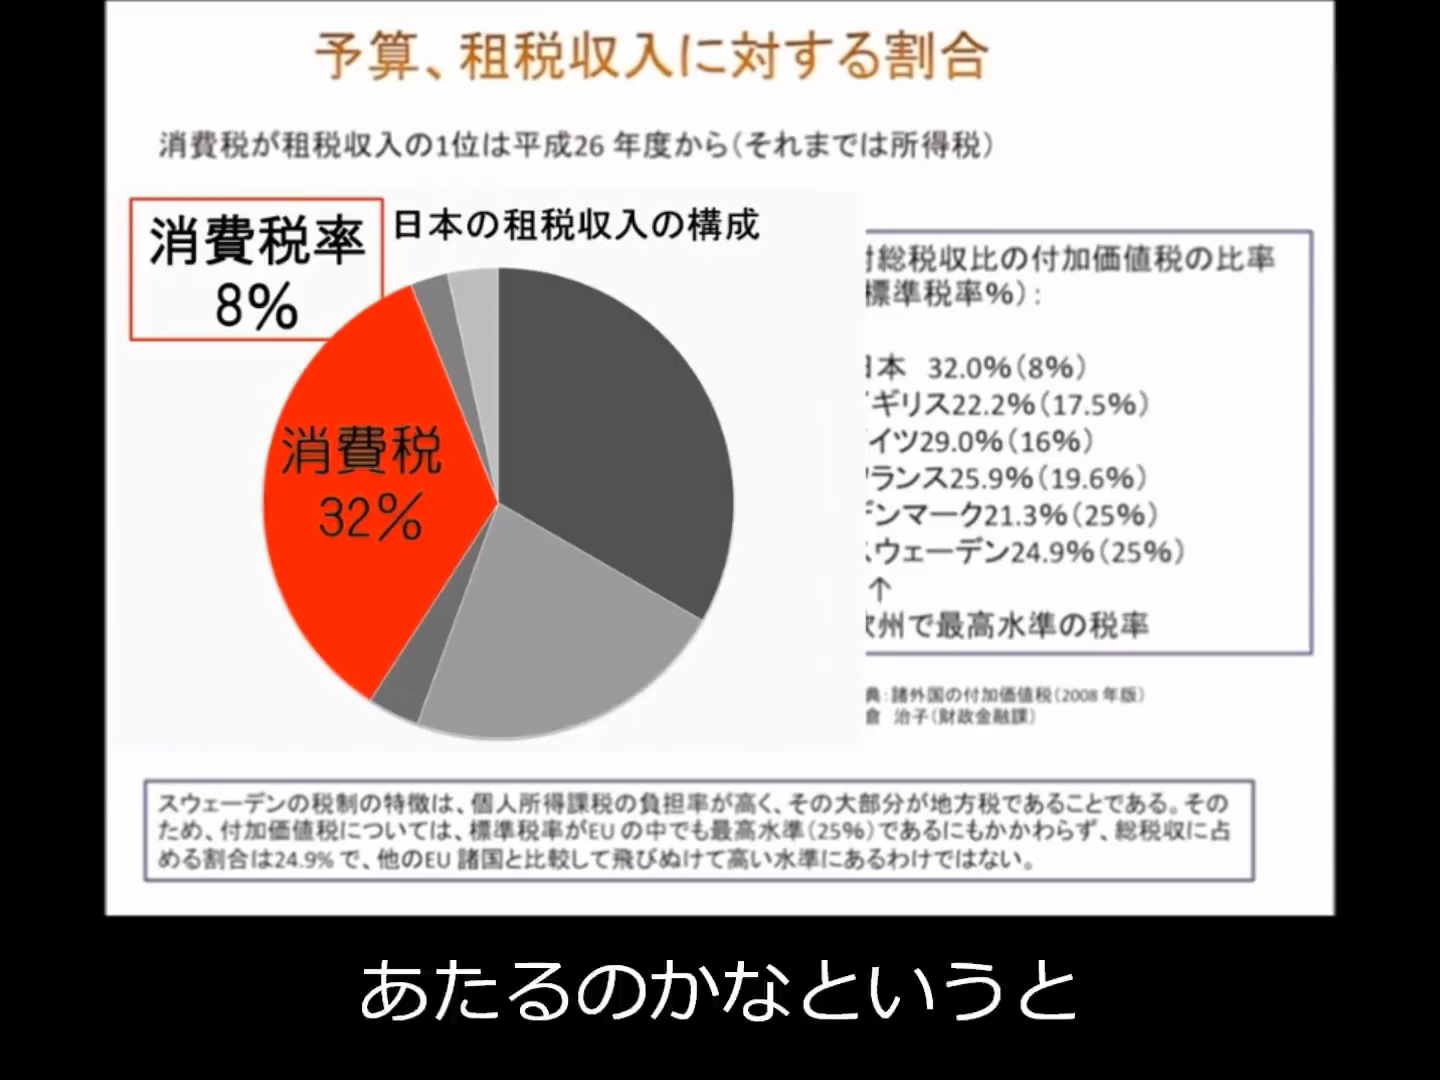 予算、租税収入に対する割合
消費税が租税収入の1位は平成26 年度から(それまでは所得税)
消費税率
8%
日本の租税収入の構成
消費税
32%
総税収比の付加価値税の比率
標準税率%):
本 32.0%(8%)
ギリス22.2%(17.5%)
イツ29.0%(16%)
ランス25.9%(19.6%)
ンマーク21.3%(25%)
ウェーデン24.9%(25%)
↑
州で最高水準の税率
典:諸外国の付加価値税(2008 年版)
倉 治子(財政金融課)
スウェーデンの税制の特徴は、個人所得課税の負担率が高く、その大部分が地方税であることである。その
ため、付加価値税については、標準税率がEU の中でも最高水準(25%)であるにもかかわらず、総税収に占
める割合は24.9% で、他のEU 諸国と比較して飛びぬけて高い水準にあるわけではない。
あたるのかなというと